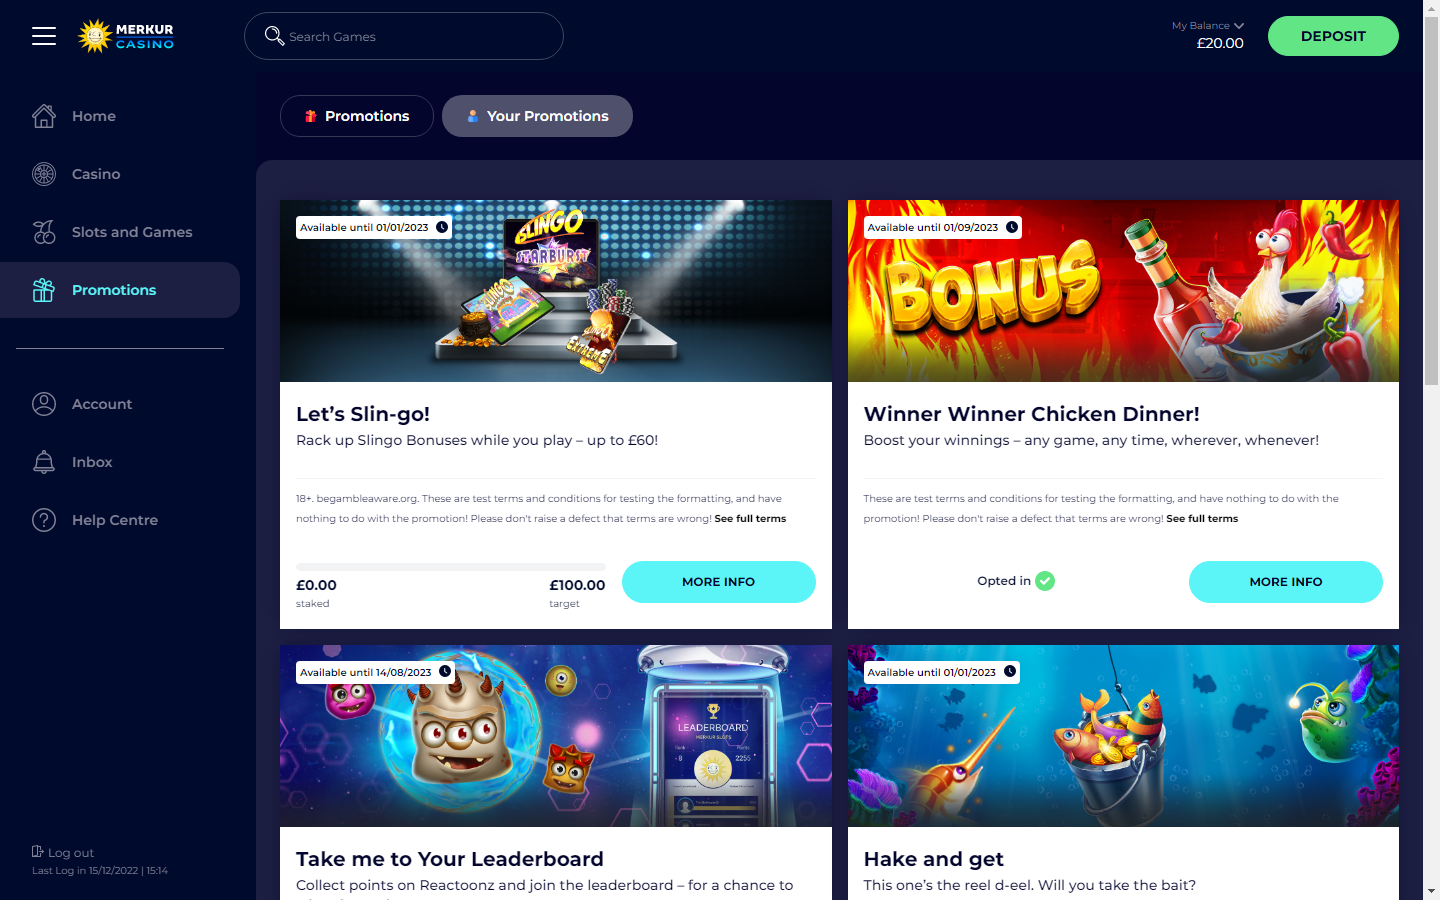 MERKUR
CASINO
Search Games
My Balance
£20.00
DEPOSIT
Home
Casino
Slots and Games
Promotions
Account
Inbox
Help Centre
Log out
Last Log in 15/12/2022 | 15:14
Promotions
Your Promotions
Available until 01/01/2023
SLINGO
STARBURST
SLINGO
SLINGO
EXTREME
Let’s Slin-go!
Rack up Slingo Bonuses while you play – up to £60!
18+. begambleaware.org. These are test terms and conditions for testing the formatting, and have
nothing to do with the promotion! Please don't raise a defect that terms are wrong! See full terms
£0.00
staked
£100.00
target
MORE INFO
Available until 01/09/2023
BONUS
Winner Winner Chicken Dinner!
Boost your winnings – any game, any time, wherever, whenever!
These are test terms and conditions for testing the formatting, and have nothing to do with the
promotion! Please don't raise a defect that terms are wrong! See full terms
Opted in
MORE INFO
Available until 14/08/2023
LEADERBOARD
MERKUR SLOTS
Rank
Points
8
2255
Take me to Your Leaderboard
Collect points on Reactoonz and join the leaderboard – for a chance to
Available until 01/01/2023
Hake and get
This one’s the reel d-eel. Will you take the bait?